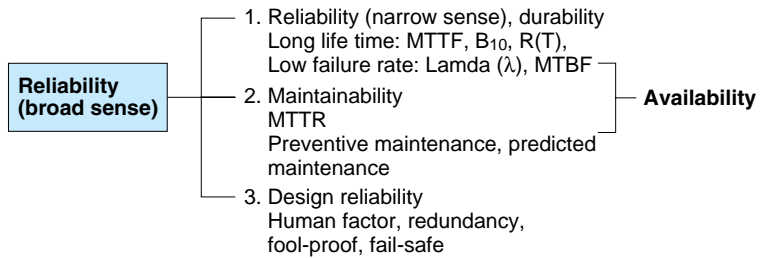 Reliability
(broad sense)
1. Reliability (narrow sense), durability
Long life time: MTTF, B10, R(T),
Low failure rate: Lamda (λ), MTBF
2. Maintainability
MTTR
Preventive maintenance, predicted
maintenance
3. Design reliability
Human factor, redundancy,
fool-proof, fail-safe
Availability